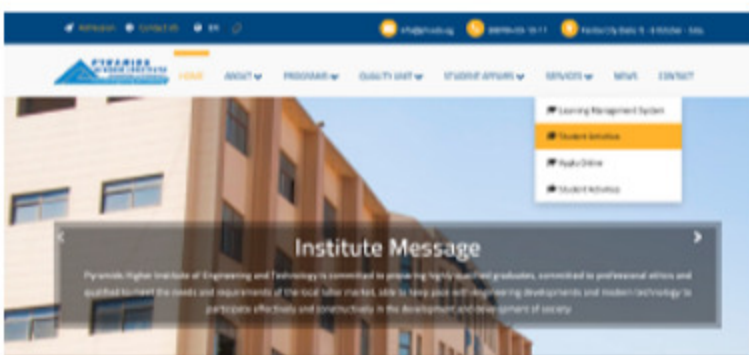 Admission Contact US EN
PYRAMIDS
HOME ABOUT PROGRAMS QUALITY UNIT STUDENT AFFAIRS SERVICES NEWS CONTACT
Learning Management System
Student Activities
Apply Online
Student Activities
Institute Message
Pyramids Higher Institute of Engineering and Technology is committed to preparing highly qualified graduates, committed to professional ethics and
qualified to meet the needs and requirements of the local labor market, able to keep pace with engineering developments and modern technology to
participate effectively and constructively in the development and development of society